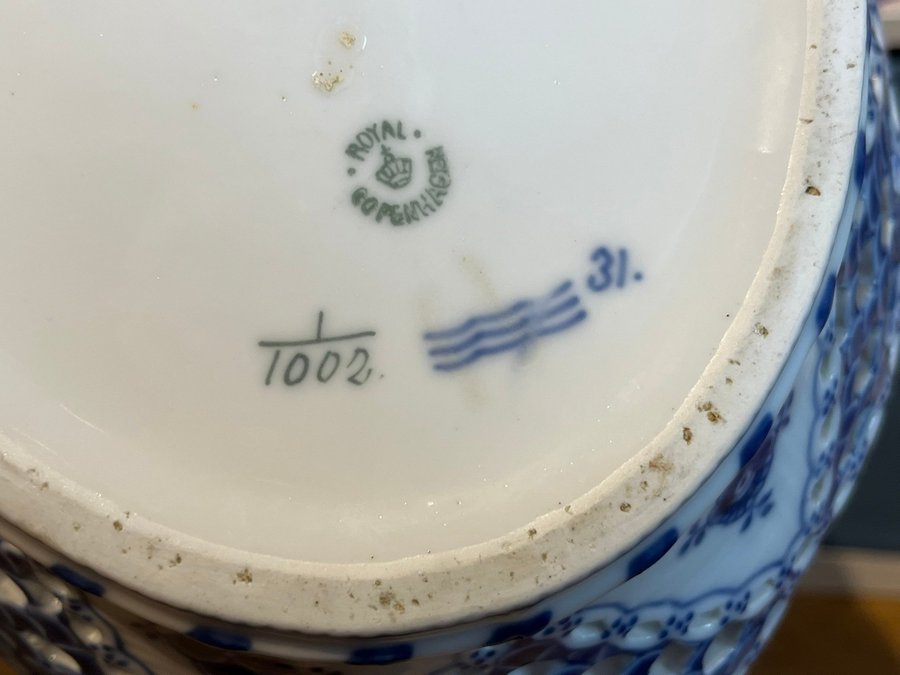 ROYAL
COPENHAGEN
31.
1
1002.